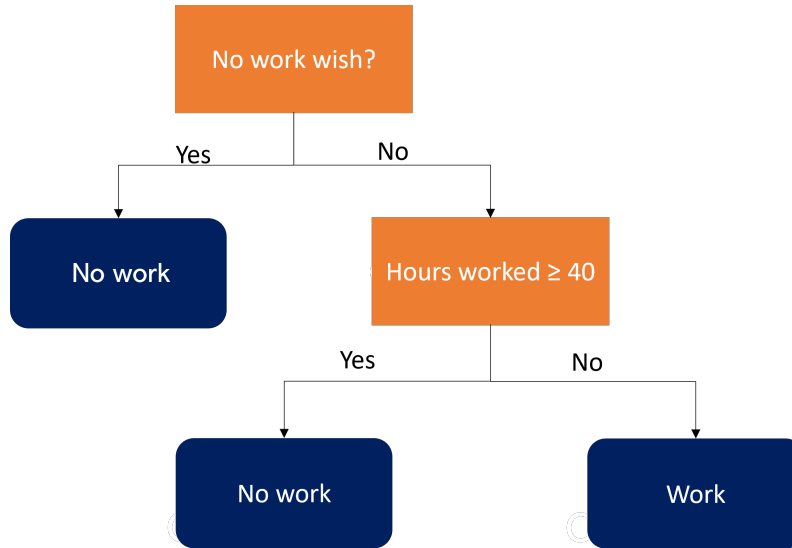 No work wish?
Yes
No
No work
Hours worked ≥ 40
Yes
No
No work
Work